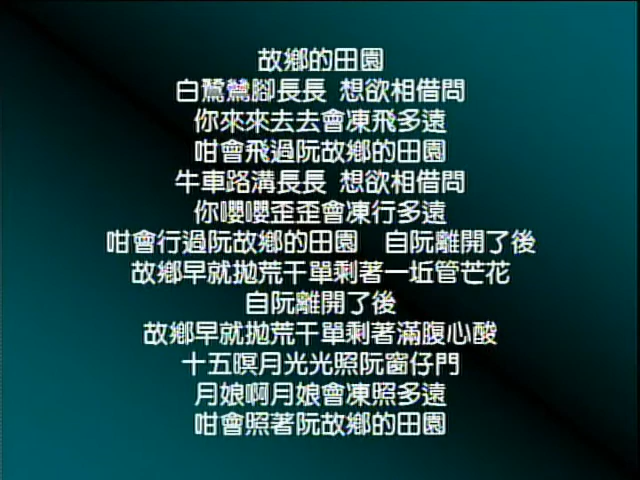 故鄉的田園
白鷺鷥腳長長 想欲相借問
你來來去去會凍飛多遠
咁會飛過阮故鄉的田園
牛車路溝長長 想欲相借問
你嚶嚶歪歪會凍行多遠
咁會行過阮故鄉的田園 自阮離開了後
故鄉早就拋荒干單剩著一坵管芒花
自阮離開了後
故鄉早就拋荒干單剩著滿腹心酸
十五暝月光光照阮窗仔門
月娘啊月娘會凍照多遠
咁會照著阮故鄉的田園